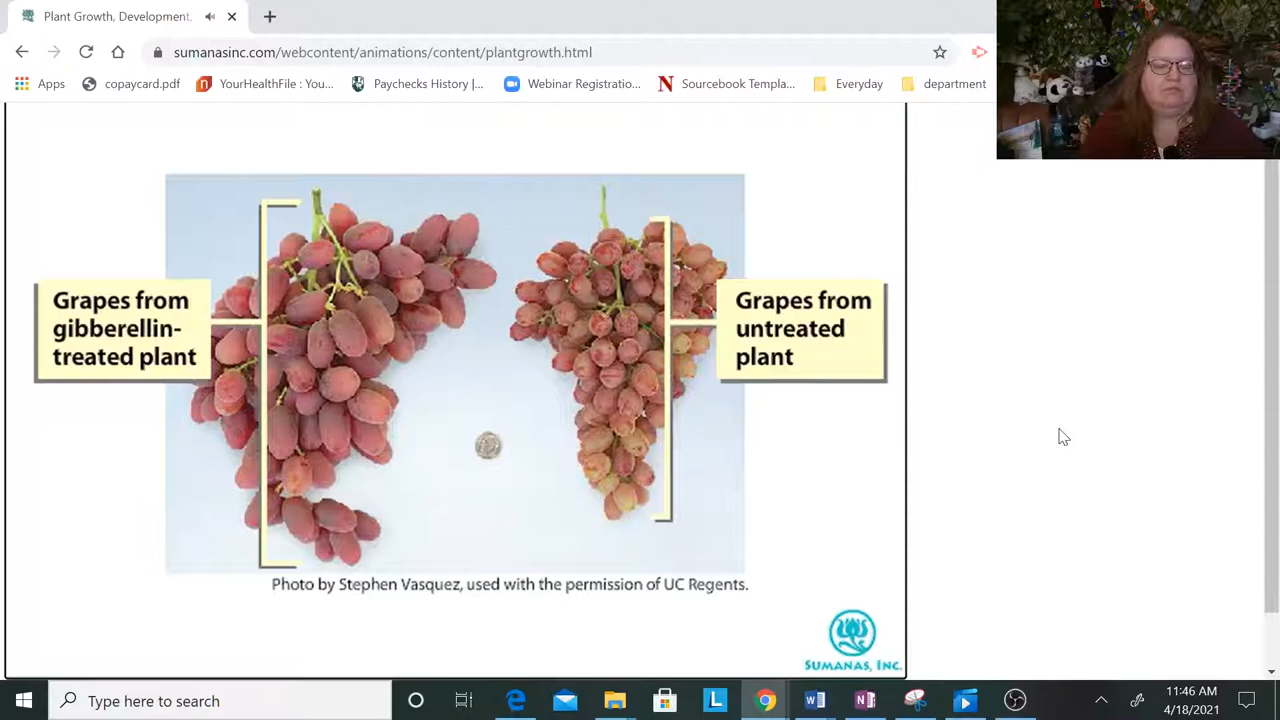 Plant Growth, Development,
sumanasinc.com/webcontent/animations/content/plantgrowth.html
Apps copaycard.pdf YourHealthFile : You... Paychecks History |... Webinar Registratio... Sourcebook Templa... Everyday department
Grapes from
gibberellin-
treated plant
Grapes from
untreated
plant
Photo by Stephen Vasquez, used with the permission of UC Regents.
SUMANAS, INC.
Type here to search
11:46 AM
4/18/2021